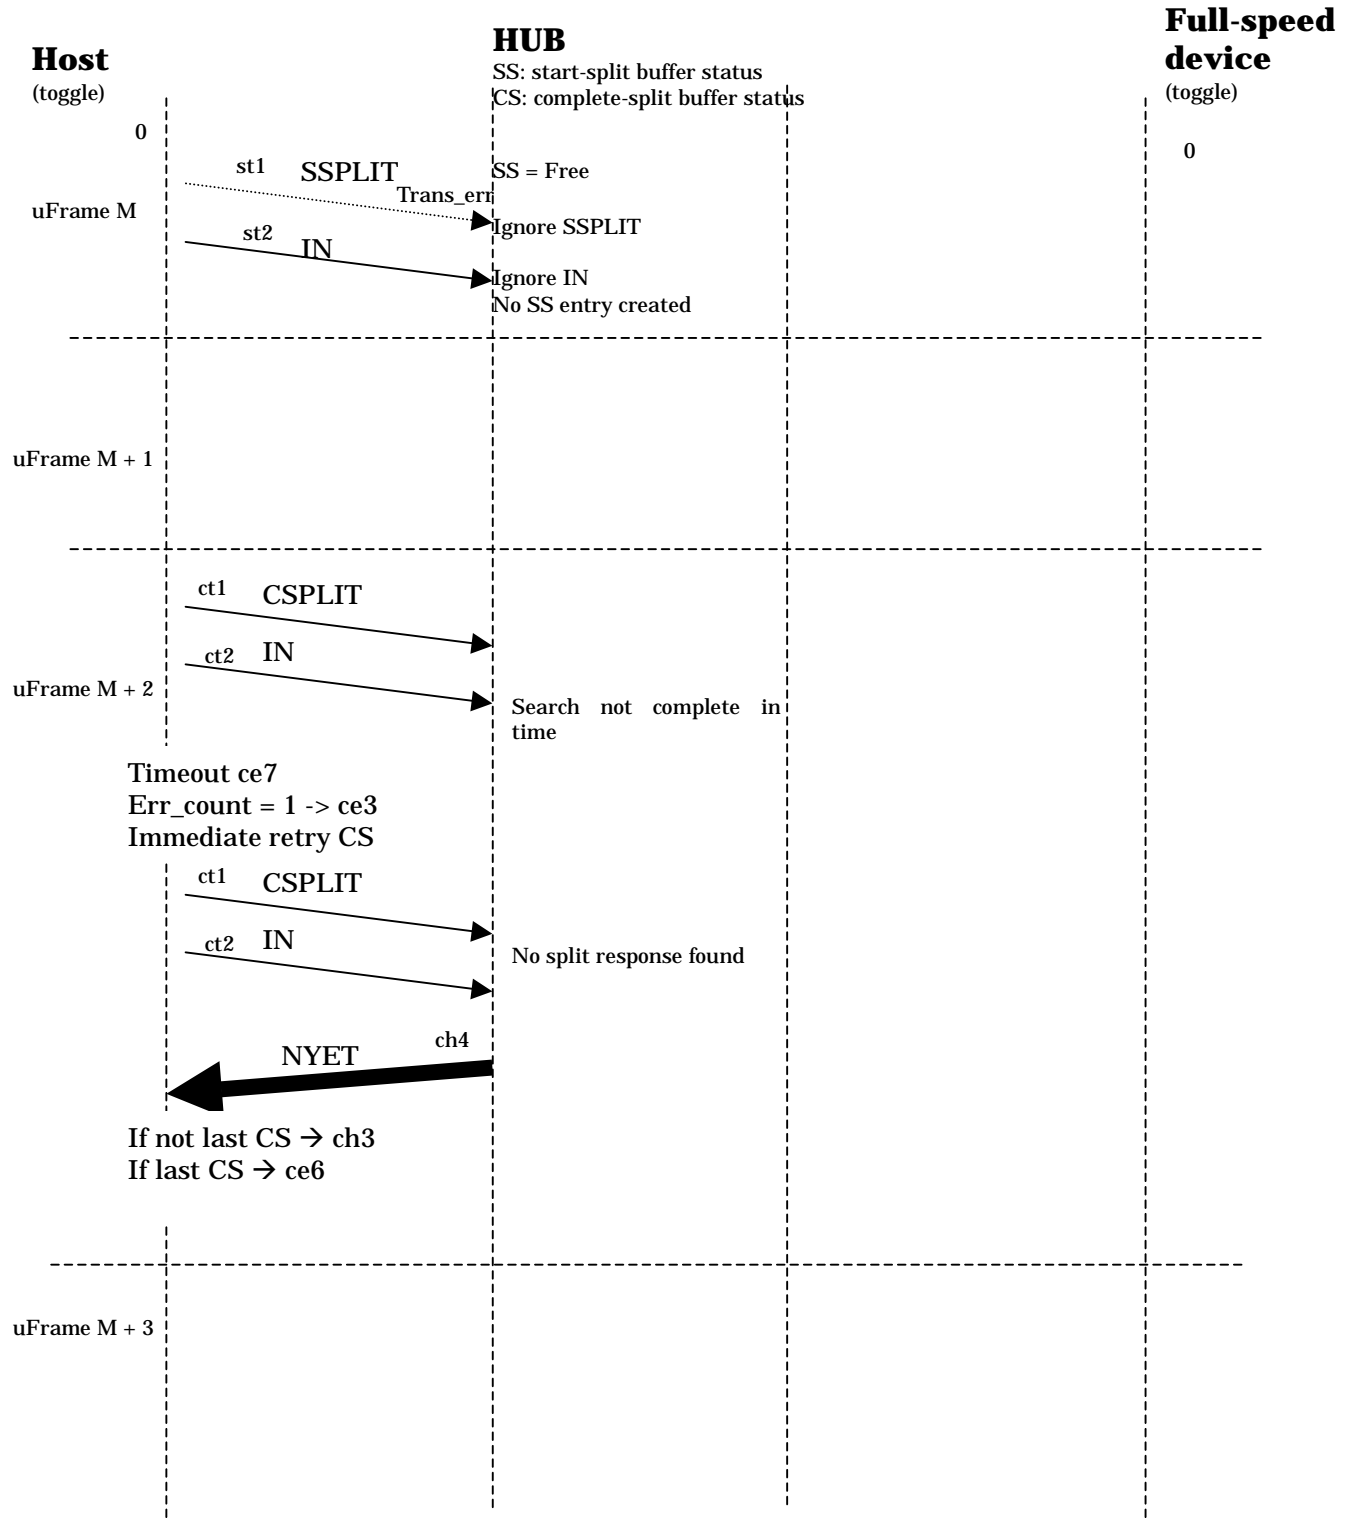 Host
(toggle)
HUB
SS: start-split buffer status
CS: complete-split buffer status
Full-speed
device
(toggle)
0
0
uFrame M
st1
SSPLIT
Trans_err
SS = Free
Ignore SSPLIT
st2
IN
Ignore IN
No SS entry created
uFrame M + 1
uFrame M + 2
ct1
CSPLIT
ct2
IN
Search not complete in
time
Timeout ce7
Err_count = 1 -> ce3
Immediate retry CS
ct1
CSPLIT
ct2
IN
No split response found
NYET
ch4
If not last CS → ch3
If last CS → ce6
uFrame M + 3